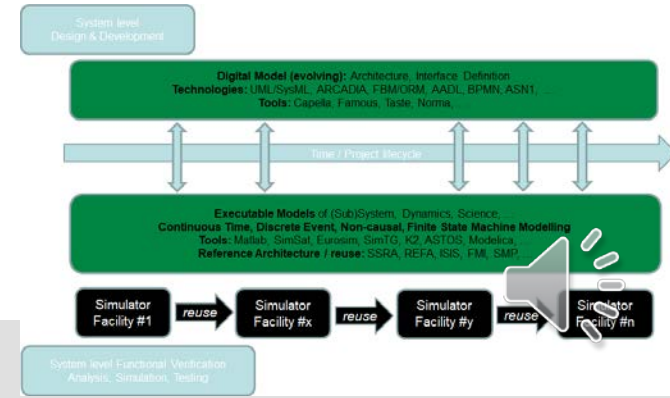 System level
Design & Development
Digital Model (evolving): Architecture, Interface Definition
Technologies: UML/SysML, ARCADIA, FBM/ORM, AADL, BPMN, ASN1, ...
Tools: Capella, Famous, Taste, Norma, ...
Time / Project lifecycle
Executable Models of (Sub)System, Dynamics, Science, ...
Continuous Time, Discrete Event, Non-causal, Finite State Machine Modelling
Tools: Matlab, SimSat, Eurosim, SimTG, K2, ASTOS, Modelica, ...
Reference Architecture / reuse: SSRA, REFA, ISIS, FMI, SMP, ...
Simulator
Facility #1
reuse
Simulator
Facility #x
reuse
Simulator
Facility #y
reuse
Simulator
Facility #n
System level Functional Verification
Analysis, Simulation, Testing